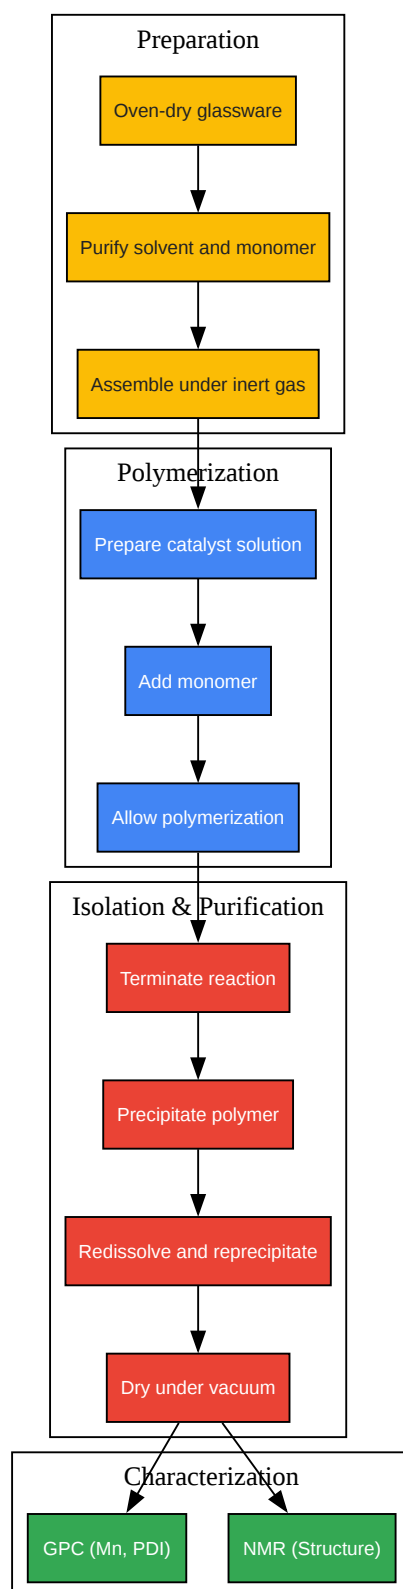 Preparation
Oven-dry glassware
Purify solvent and monomer
Assemble under inert gas
Polymerization
Prepare catalyst solution
Add monomer
Allow polymerization
Isolation & Purification
Terminate reaction
Precipitate polymer
Redissolve and reprecipitate
Dry under vacuum
Characterization
GPC (Mn, PDI)
NMR (Structure)